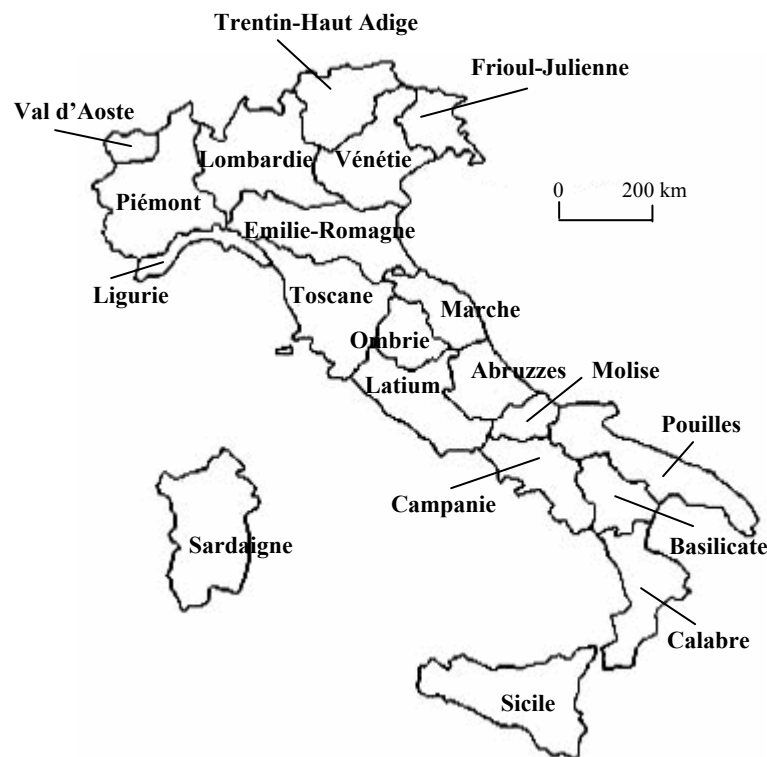 Trentin-Haut Adige
Frioul-Julienne
Val d’Aoste
Lombardie
Vénétie
Piémont
0 200 km
Emilie-Romagne
Ligurie
Toscane
Marche
Ombrie
Abruzzes
Molise
Latium
Pouilles
Campanie
Sardaigne
Basilicate
Calabre
Sicile